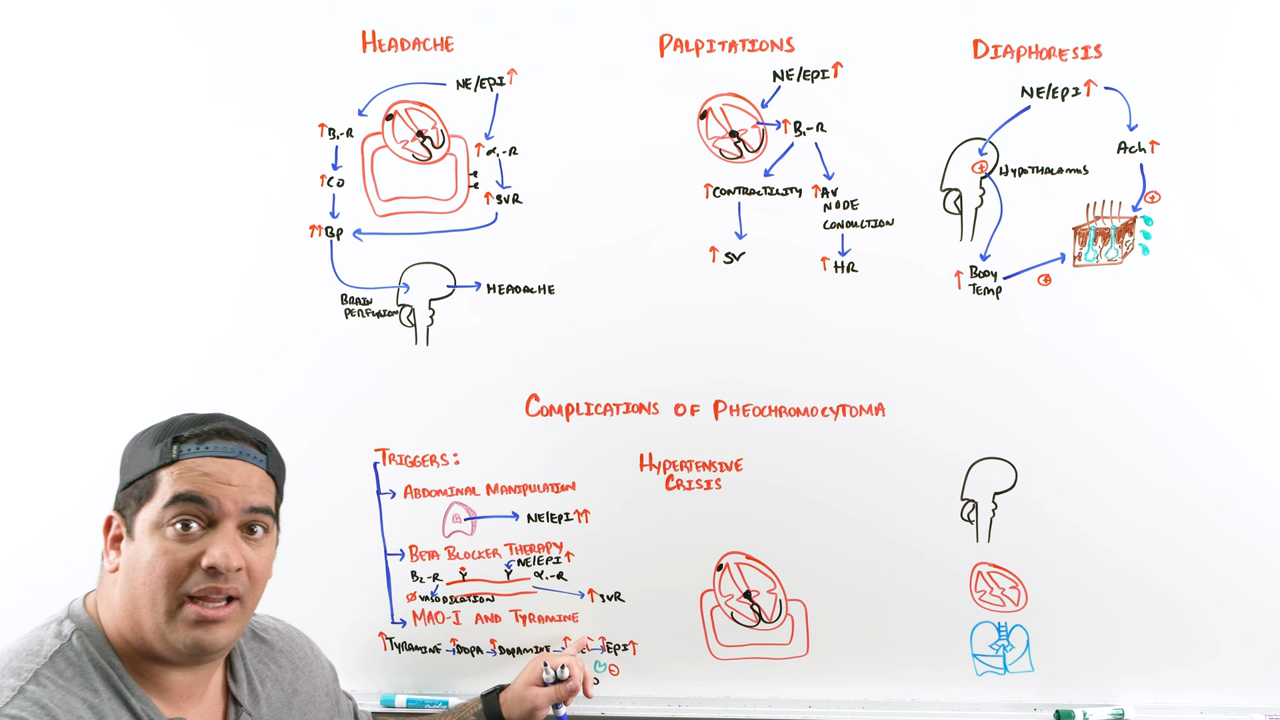 HEADACHE
NE/EPI↑
↑B₁-R
↑α₁-R
↑CO
↑SVR
↑↑BP
BRAIN
PERFUSION
HEADACHE
PALPITATIONS
NE/EPI↑
↑B₁-R
↑CONTRACTILITY
↑AV
NODE
CONDUCTION
↑SV
↑HR
DIAPHORESIS
NE/EPI↑
Ach↑
+
HYPOTHALAMUS
+
↑BODY
TEMP
+
COMPLICATIONS OF PHEOCHROMOCYTOMA
TRIGGERS:
ABDOMINAL MANIPULATION
NE/EPI↑↑
BETA BLOCKER THERAPY
NE/EPI↑
B₂-R
α₁-R
Ø VASODILATION
↑SVR
MAO-I AND TYRAMINE
↑TYRAMINE → ↑DOPA → ↑DOPAMINE → ↑ ↑EPI↑
HYPERTENSIVE
CRISIS